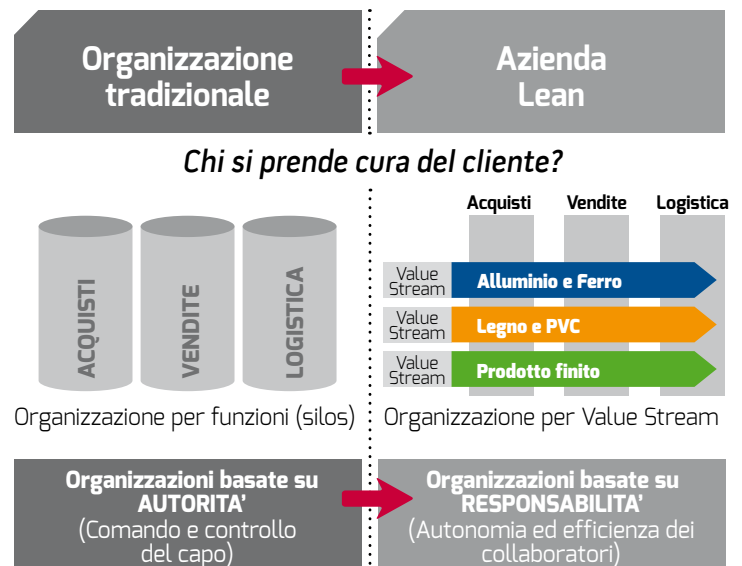 Organizzazione
tradizionale
Azienda
Lean
Chi si prende cura del cliente?
ACQUISTI
VENDITE
LOGISTICA
Organizzazione per funzioni (silos)
Acquisti
Vendite
Logistica
Value
Stream
Alluminio e Ferro
Value
Stream
Legno e PVC
Value
Stream
Prodotto finito
Organizzazione per Value Stream
Organizzazioni basate su
AUTORITA’
(Comando e controllo
del capo)
Organizzazioni basate su
RESPONSABILITA’
(Autonomia ed efficienza dei
collaboratori)